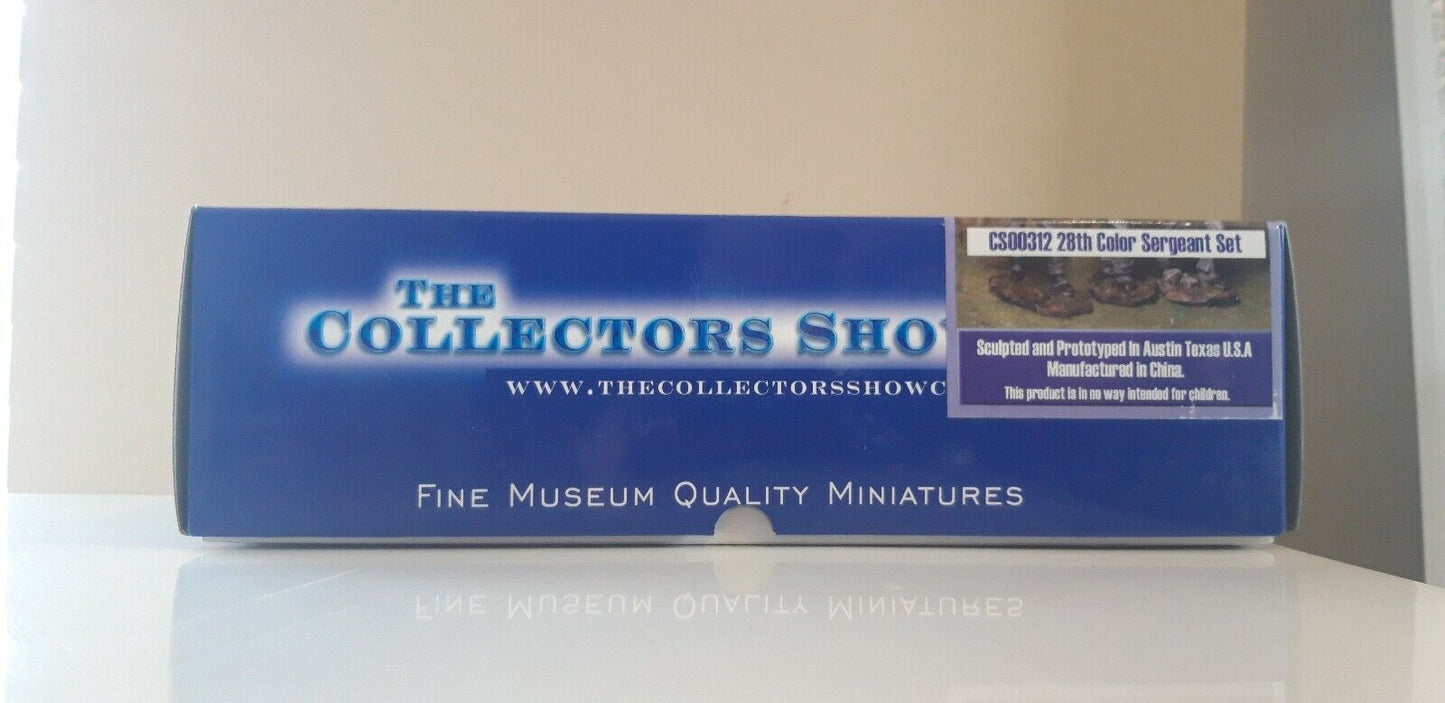 THE
COLLECTORS SHO
WWW.THECOLLECTORSSHOWC
FINE MUSEUM QUALITY MINIATURES
CS00312 28th Color Sergeant Set
Sculpted and Prototyped In Austin Texas U.S.A
Manufactured in China.
This product is in no way intended for children.